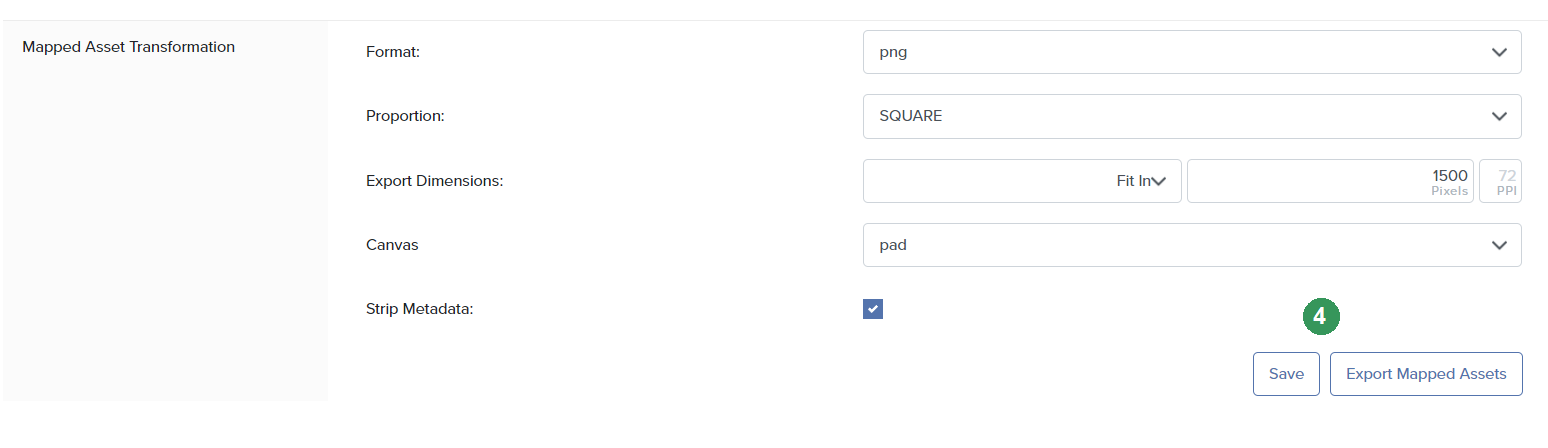 Mapped Asset Transformation
Format:
png
Proportion:
SQUARE
Export Dimensions:
Fit In
1500
Pixels
72
PPI
Canvas
pad
Strip Metadata:
4
Save
Export Mapped Assets